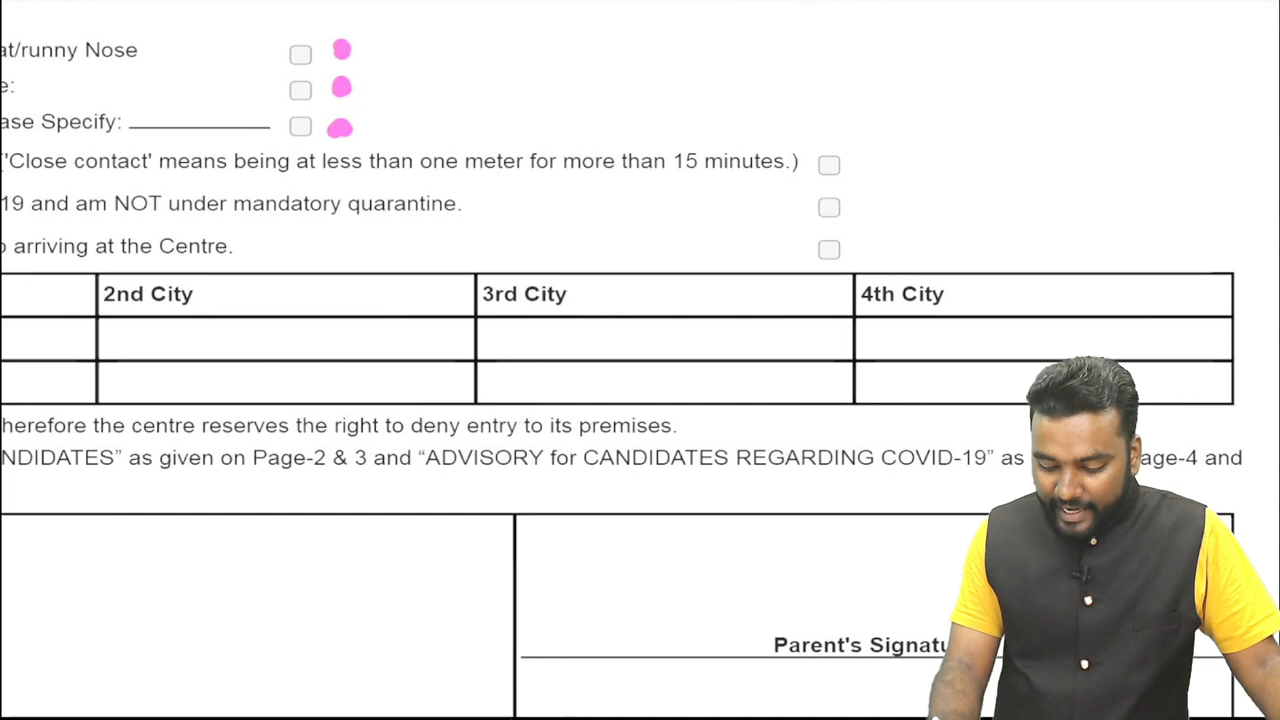 at/runny Nose
e:
ase Specify:
('Close contact' means being at less than one meter for more than 15 minutes.)
19 and am NOT under mandatory quarantine.
o arriving at the Centre.
2nd City 3rd City 4th City
herefore the centre reserves the right to deny entry to its premises.
NDIDATES” as given on Page-2 & 3 and “ADVISORY for CANDIDATES REGARDING COVID-19” as age-4 and
Parent's Signatu